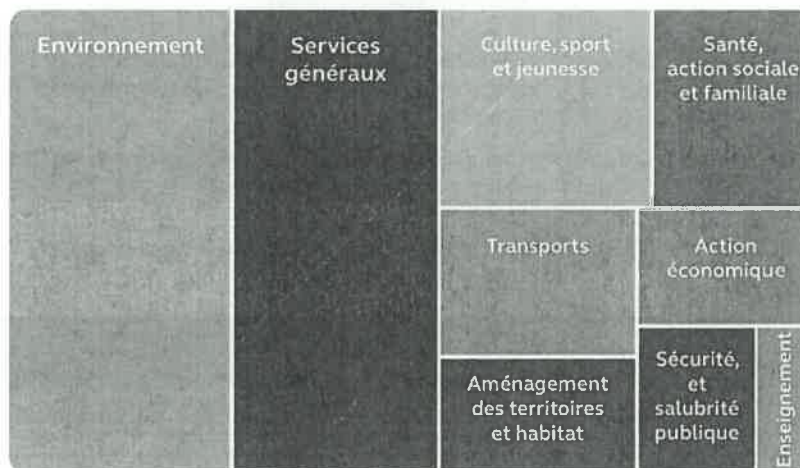 Environnement
Services
généraux
Culture, sport
et jeunesse
Santé,
action sociale
et familiale
Transports
Action
économique
Aménagement
des territoires
et habitat
Sécurité,
et
salubrité
publique
Enseignement